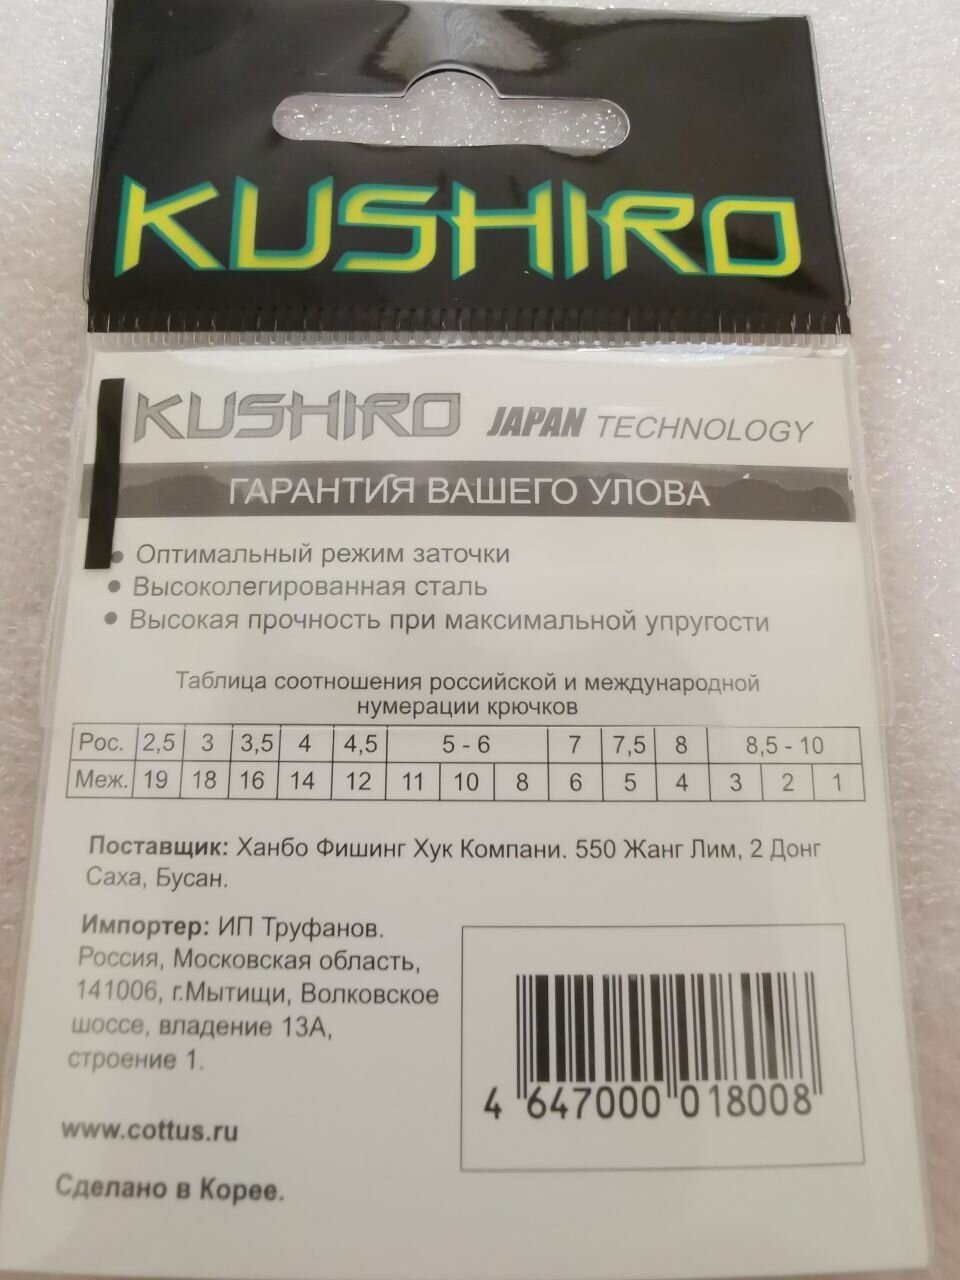 KUSHIRO
KUSHIRO JAPAN TECHNOLOGY
ГАРАНТИЯ ВАШЕГО УЛОВА
• Оптимальный режим заточки
• Высоколегированная сталь
• Высокая прочность при максимальной упругости
Таблица соотношения российской и международной
нумерации крючков
Рос. 2,5 3 3,5 4 4,5 5 - 6 7 7,5 8 8,5 - 10
Меж. 19 18 16 14 12 11 10 8 6 5 4 3 2 1
Поставщик: Ханбо Фишинг Хук Компани. 550 Жанг Лим, 2 Донг
Саха, Бусан.
Импортер: ИП Труфанов.
Россия, Московская область,
141006, г.Мытищи, Волковское
шоссе, владение 13А,
строение 1.
www.cottus.ru
Сделано в Корее.
4 647000 018008